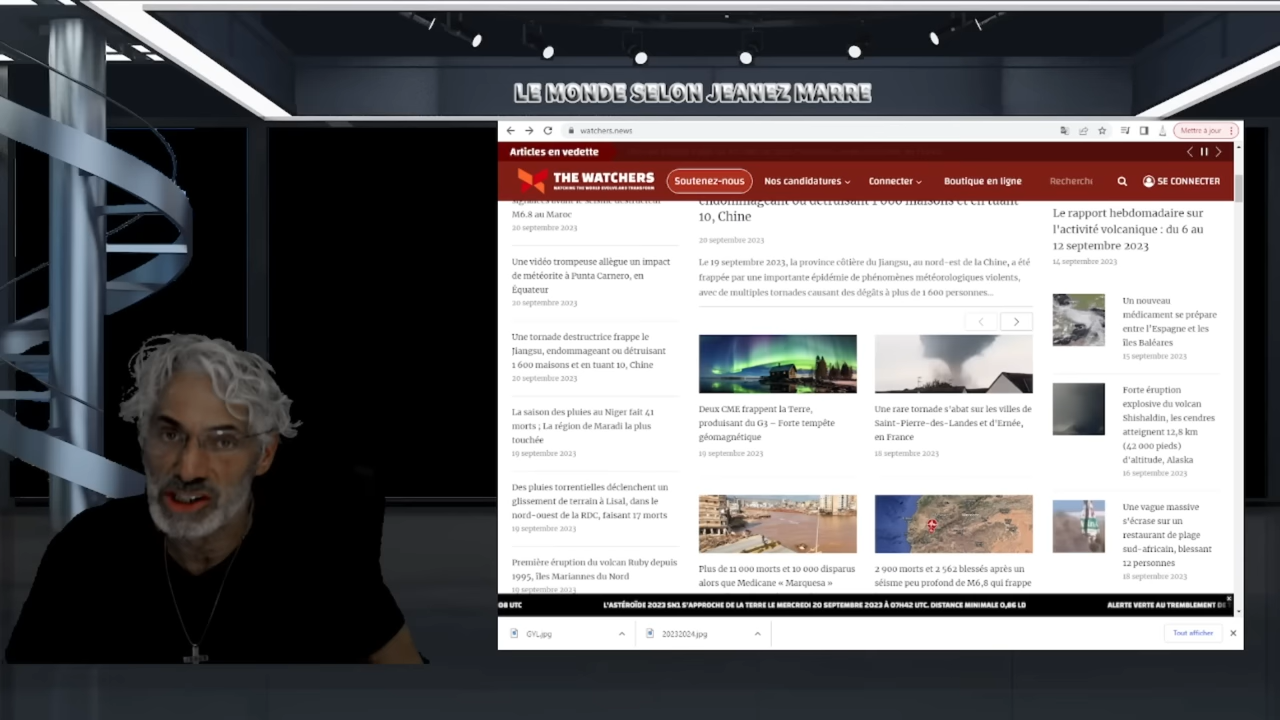 LE MONDE SELON JEANEZ MARRE
watchers.news
Mettre à jour
Articles en vedette
THE WATCHERS
WATCHING THE WORLD EVOLVE AND TRANSFORM
Soutenez-nous
Nos candidatures
Connecter
Boutique en ligne
Recherche
SE CONNECTER
M6.8 au Maroc
20 septembre 2023
Une vidéo trompeuse allègue un impact
de météorite à Punta Carnero, en
Équateur
20 septembre 2023
Une tornade destructrice frappe le
Jiangsu, endommageant ou détruisant
1 600 maisons et en tuant 10, Chine
20 septembre 2023
La saison des pluies au Niger fait 41
morts ; La région de Maradi la plus
touchée
19 septembre 2023
Des pluies torrentielles déclenchent un
glissement de terrain à Lisal, dans le
nord-ouest de la RDC, faisant 17 morts
19 septembre 2023
Première éruption du volcan Ruby depuis
1995, îles Mariannes du Nord
19 septembre 2023
endommageant ou détruisant 1 600 maisons et en tuant
10, Chine
20 septembre 2023
Le 19 septembre 2023, la province côtière du Jiangsu, au nord-est de la Chine, a été
frappée par une importante épidémie de phénomènes météorologiques violents,
avec de multiples tornades causant des dégâts à plus de 1 600 personnes...
Deux CME frappent la Terre,
produisant du G3 – Forte tempête
géomagnétique
19 septembre 2023
Une rare tornade s'abat sur les villes de
Saint-Pierre-des-Landes et d'Ernée,
en France
18 septembre 2023
Plus de 11 000 morts et 10 000 disparus
alors que Medicane « Marquesa »
2 900 morts et 2 562 blessés après un
séisme peu profond de M6,8 qui frappe
Le rapport hebdomadaire sur
l'activité volcanique : du 6 au
12 septembre 2023
14 septembre 2023
Un nouveau
médicament se prépare
entre l'Espagne et les
îles Baléares
15 septembre 2023
Forte éruption
explosive du volcan
Shishaldin, les cendres
atteignent 12,8 km
(42 000 pieds)
d'altitude, Alaska
16 septembre 2023
Une vague massive
s'écrase sur un
restaurant de plage
sud-africain, blessant
12 personnes
18 septembre 2023
08 UTC
L'ASTÉROÏDE 2023 SN1 S'APPROCHE DE LA TERRE LE MERCREDI 20 SEPTEMBRE 2023 À 07H42 UTC. DISTANCE MINIMALE 0,86 LD
ALERTE VERTE AU TREMBLEMENT DE
GYL.jpg
20232024.jpg
Tout afficher